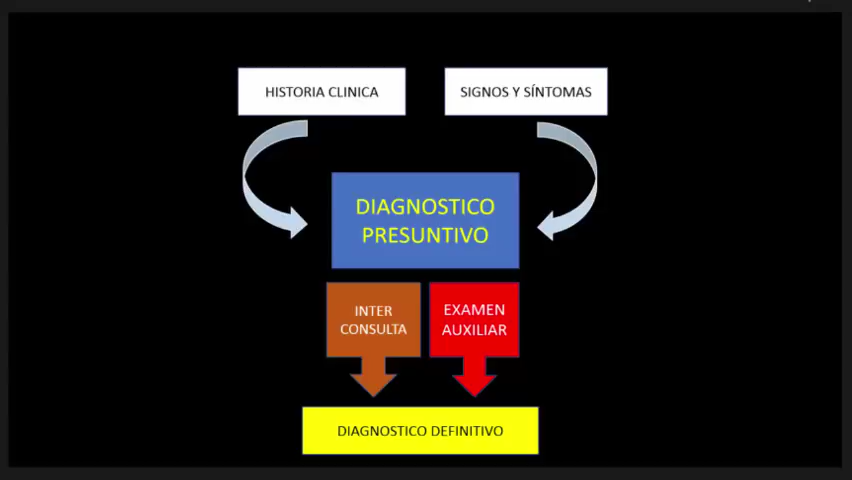 HISTORIA CLINICA
SIGNOS Y SÍNTOMAS
DIAGNOSTICO
PRESUNTIVO
INTER
CONSULTA
EXAMEN
AUXILIAR
DIAGNOSTICO DEFINITIVO